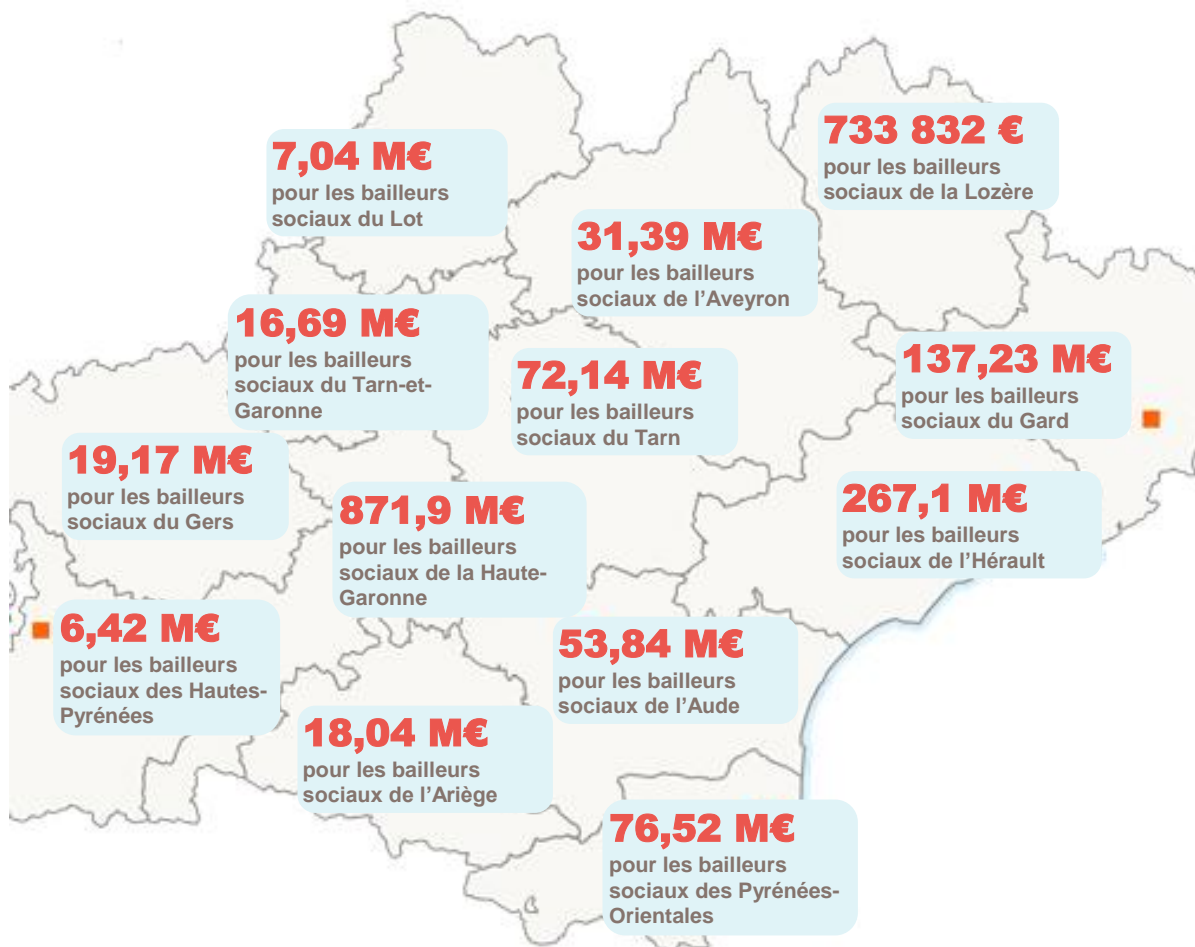 7,04 M€
pour les bailleurs
sociaux du Lot
733 832 €
pour les bailleurs
sociaux de la Lozère
31,39 M€
pour les bailleurs
sociaux de l'Aveyron
16,69 M€
pour les bailleurs
sociaux du Tarn-et-
Garonne
72,14 M€
pour les bailleurs
sociaux du Tarn
137,23 M€
pour les bailleurs
sociaux du Gard
19,17 M€
pour les bailleurs
sociaux du Gers
871,9 M€
pour les bailleurs
sociaux de la Haute-
Garonne
267,1 M€
pour les bailleurs
sociaux de l'Hérault
6,42 M€
pour les bailleurs
sociaux des Hautes-
Pyrénées
53,84 M€
pour les bailleurs
sociaux de l'Aude
18,04 M€
pour les bailleurs
sociaux de l'Ariège
76,52 M€
pour les bailleurs
sociaux des Pyrénées-
Orientales